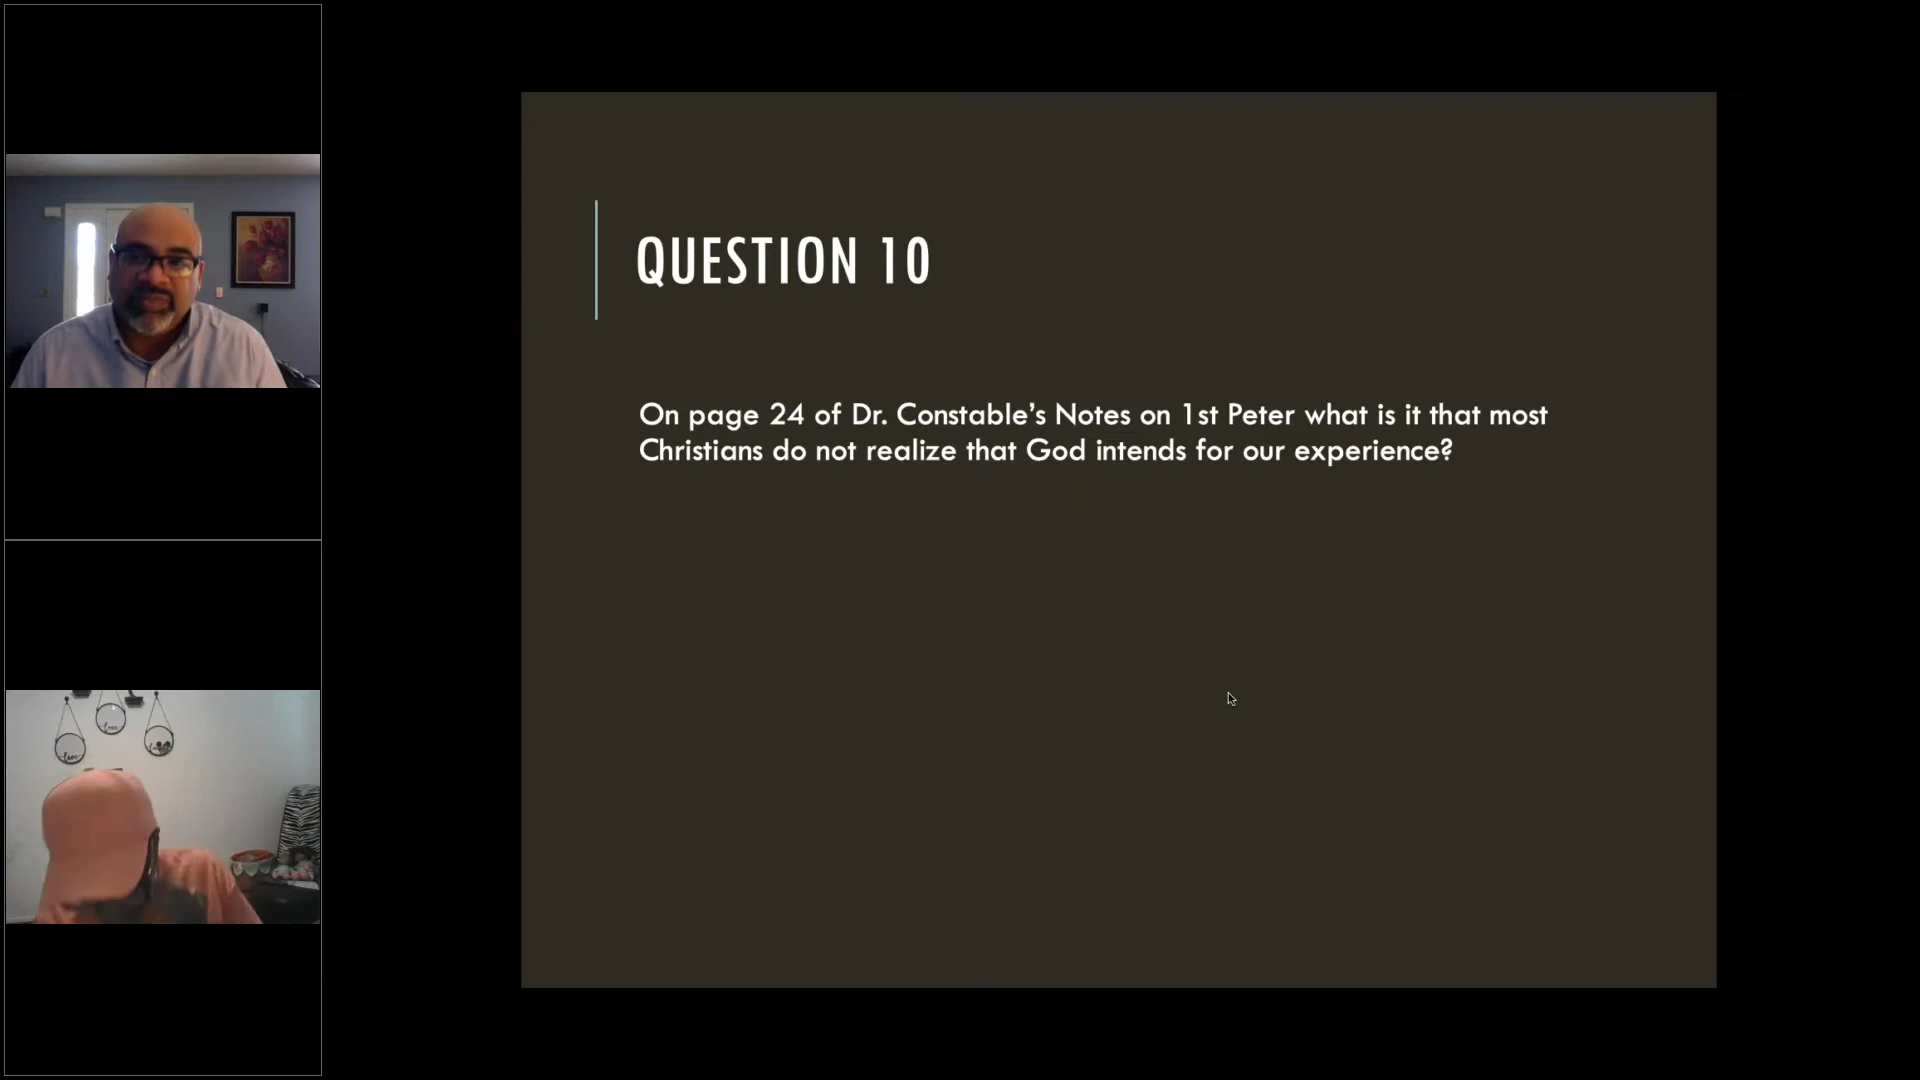 QUESTION 10
On page 24 of Dr. Constable’s Notes on 1st Peter what is it that most
Christians do not realize that God intends for our experience?
love